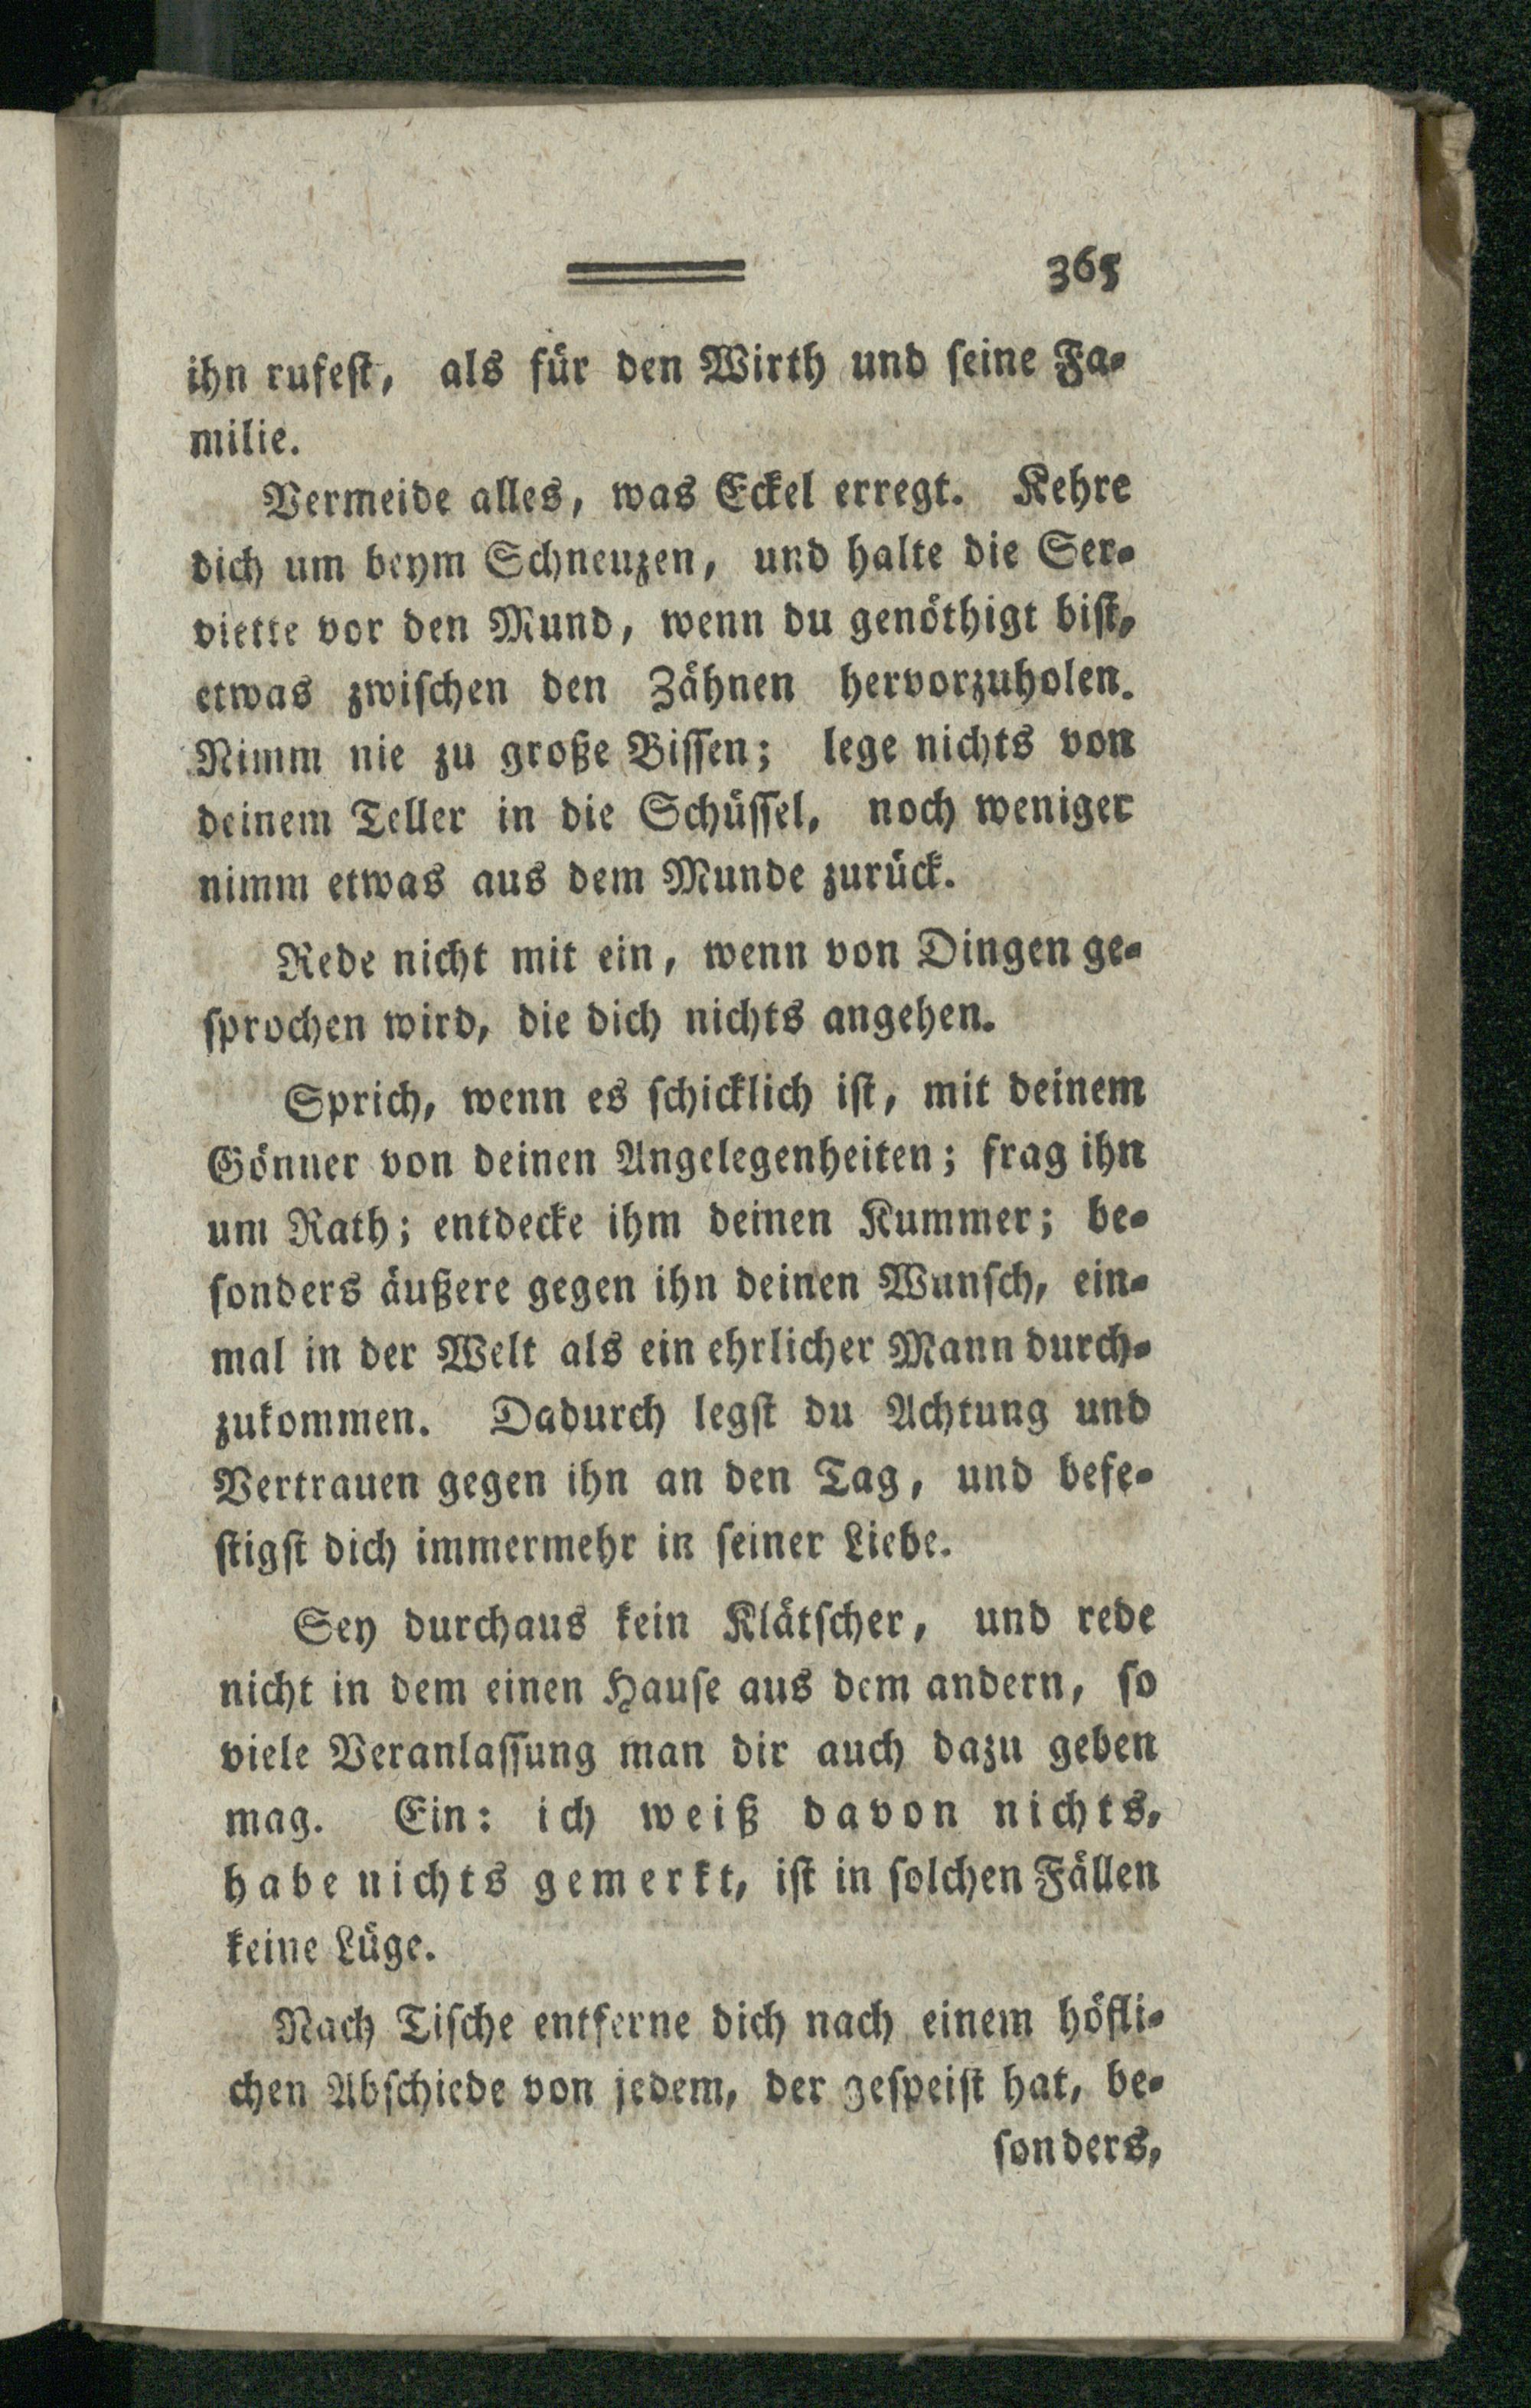 365
ihn rufest, als für den Wirth und seine Fa-
milie.
Vermeide alles, was Eckel erregt. Kehre
dich um beym Schneuzen, und halte die Ser-
viette vor den Mund, wenn du genöthigt bist,
etwas zwischen den Zähnen hervorzuholen.
Nimm nie zu große Bissen; lege nichts von
deinem Teller in die Schüssel, noch weniger
nimm etwas aus dem Munde zurück.
Rede nicht mit ein, wenn von Dingen ge-
sprochen wird, die dich nichts angehen.
Sprich, wenn es schicklich ist, mit deinem
Gönner von deinen Angelegenheiten; frag ihn
um Rath; entdecke ihm deinen Kummer; be-
sonders äußere gegen ihn deinen Wunsch, ein-
mal in der Welt als ein ehrlicher Mann durch-
zukommen. Dadurch legst du Achtung und
Vertrauen gegen ihn an den Tag, und befe-
stigst dich immermehr in seiner Liebe.
Sey durchaus kein Klätscher, und rede
nicht in dem einen Hause aus dem andern, so
viele Veranlassung man dir auch dazu geben
mag. Ein: ich weiß davon nichts,
habe nichts gemerkt, ist in solchen Fällen
keine Lüge.
Nach Tische entferne dich nach einem höfli-
chen Abschiede von jedem, der gespeist hat, be-
sonders,